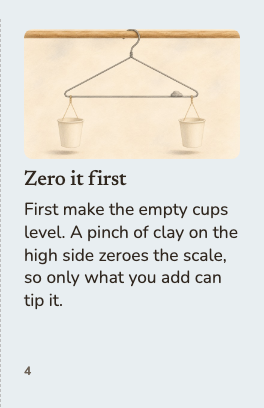 Zero it first
First make the empty cups
level. A pinch of clay on the
high side zeroes the scale,
so only what you add can
tip it.
4